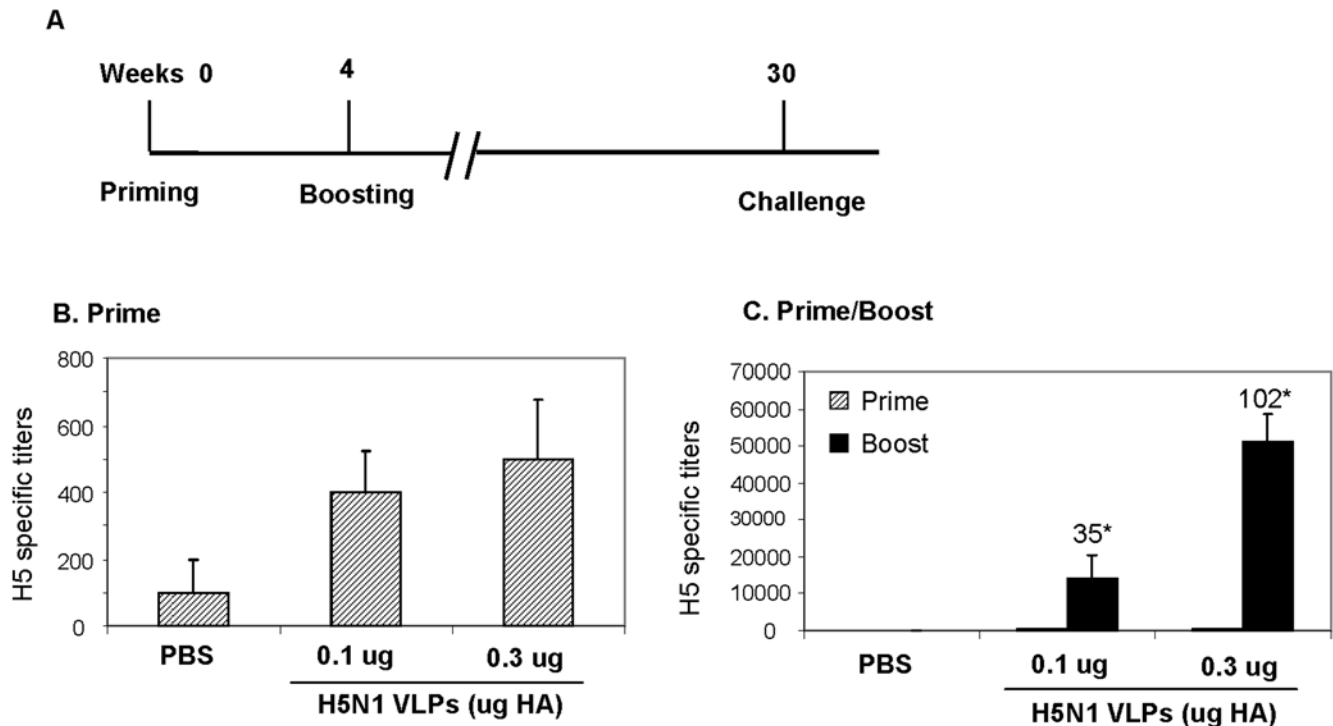 A
Weeks 0 4 30
Priming Boosting Challenge
B. Prime
800
600
400
200
0
H5 specific titers
PBS 0.1 ug 0.3 ug
H5N1 VLPs (ug HA)
C. Prime/Boost
70000
60000
50000
40000
30000
20000
10000
0
H5 specific titers
Prime
Boost
35*
102*
PBS 0.1 ug 0.3 ug
H5N1 VLPs (ug HA)